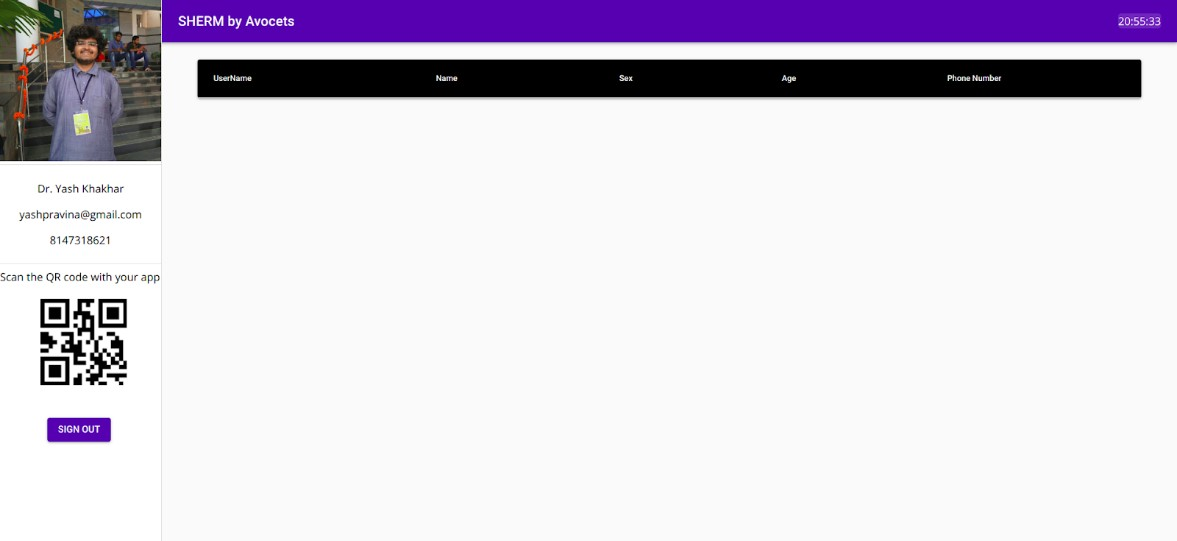 SHERM by Avocets
20:55:33
UserName Name Sex Age Phone Number
Dr. Yash Khakhar
yashpravina@gmail.com
8147318621
Scan the QR code with your app
SIGN OUT